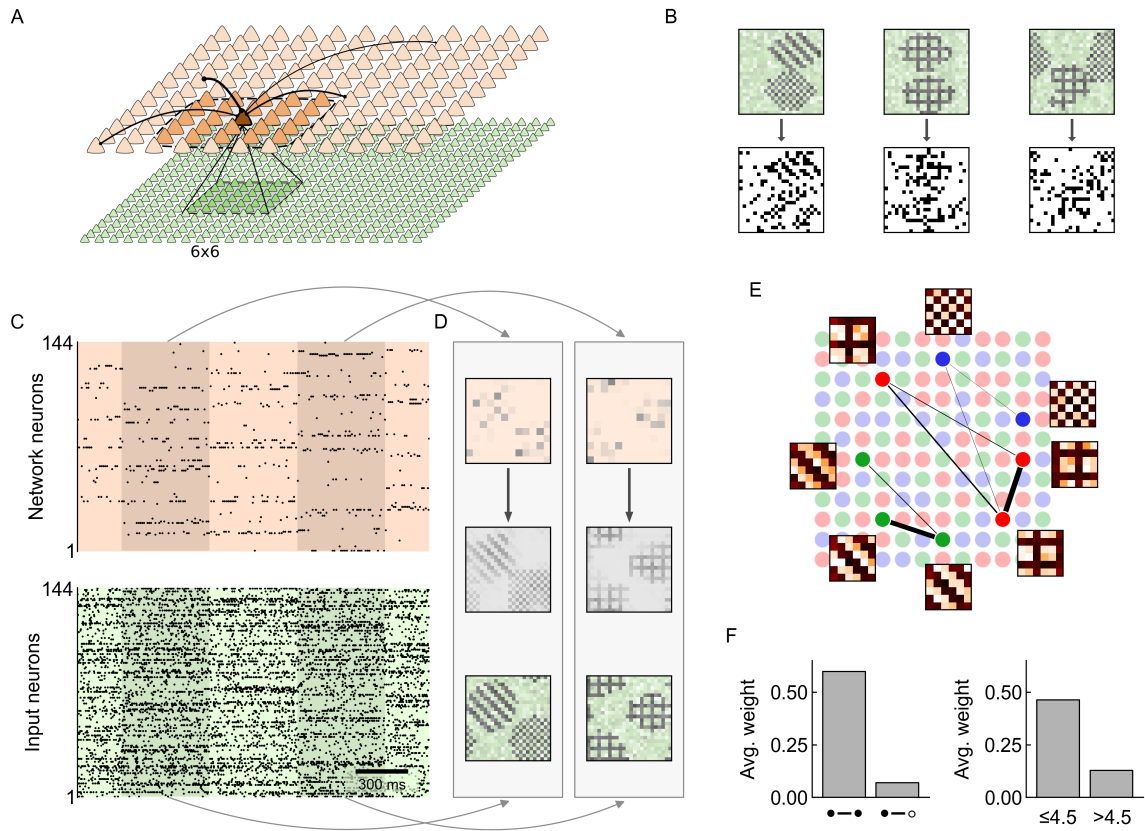 A
B
6x6
C
D
E
144
Network neurons
1
144
Input neurons
1
300 ms
F
Avg. weight
0.50
0.25
0.00
Avg. weight
0.50
0.25
0.00
≤4.5
>4.5